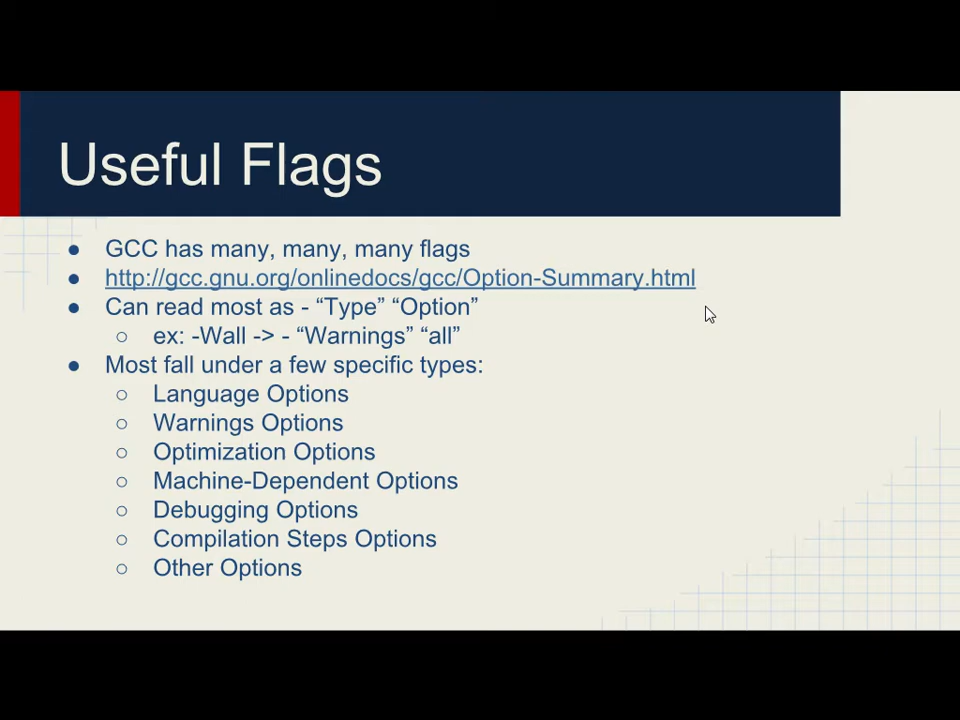 Useful Flags
● GCC has many, many, many flags
● http://gcc.gnu.org/onlinedocs/gcc/Option-Summary.html
● Can read most as - “Type” “Option”
○ ex: -Wall -> - “Warnings” “all”
● Most fall under a few specific types:
○ Language Options
○ Warnings Options
○ Optimization Options
○ Machine-Dependent Options
○ Debugging Options
○ Compilation Steps Options
○ Other Options